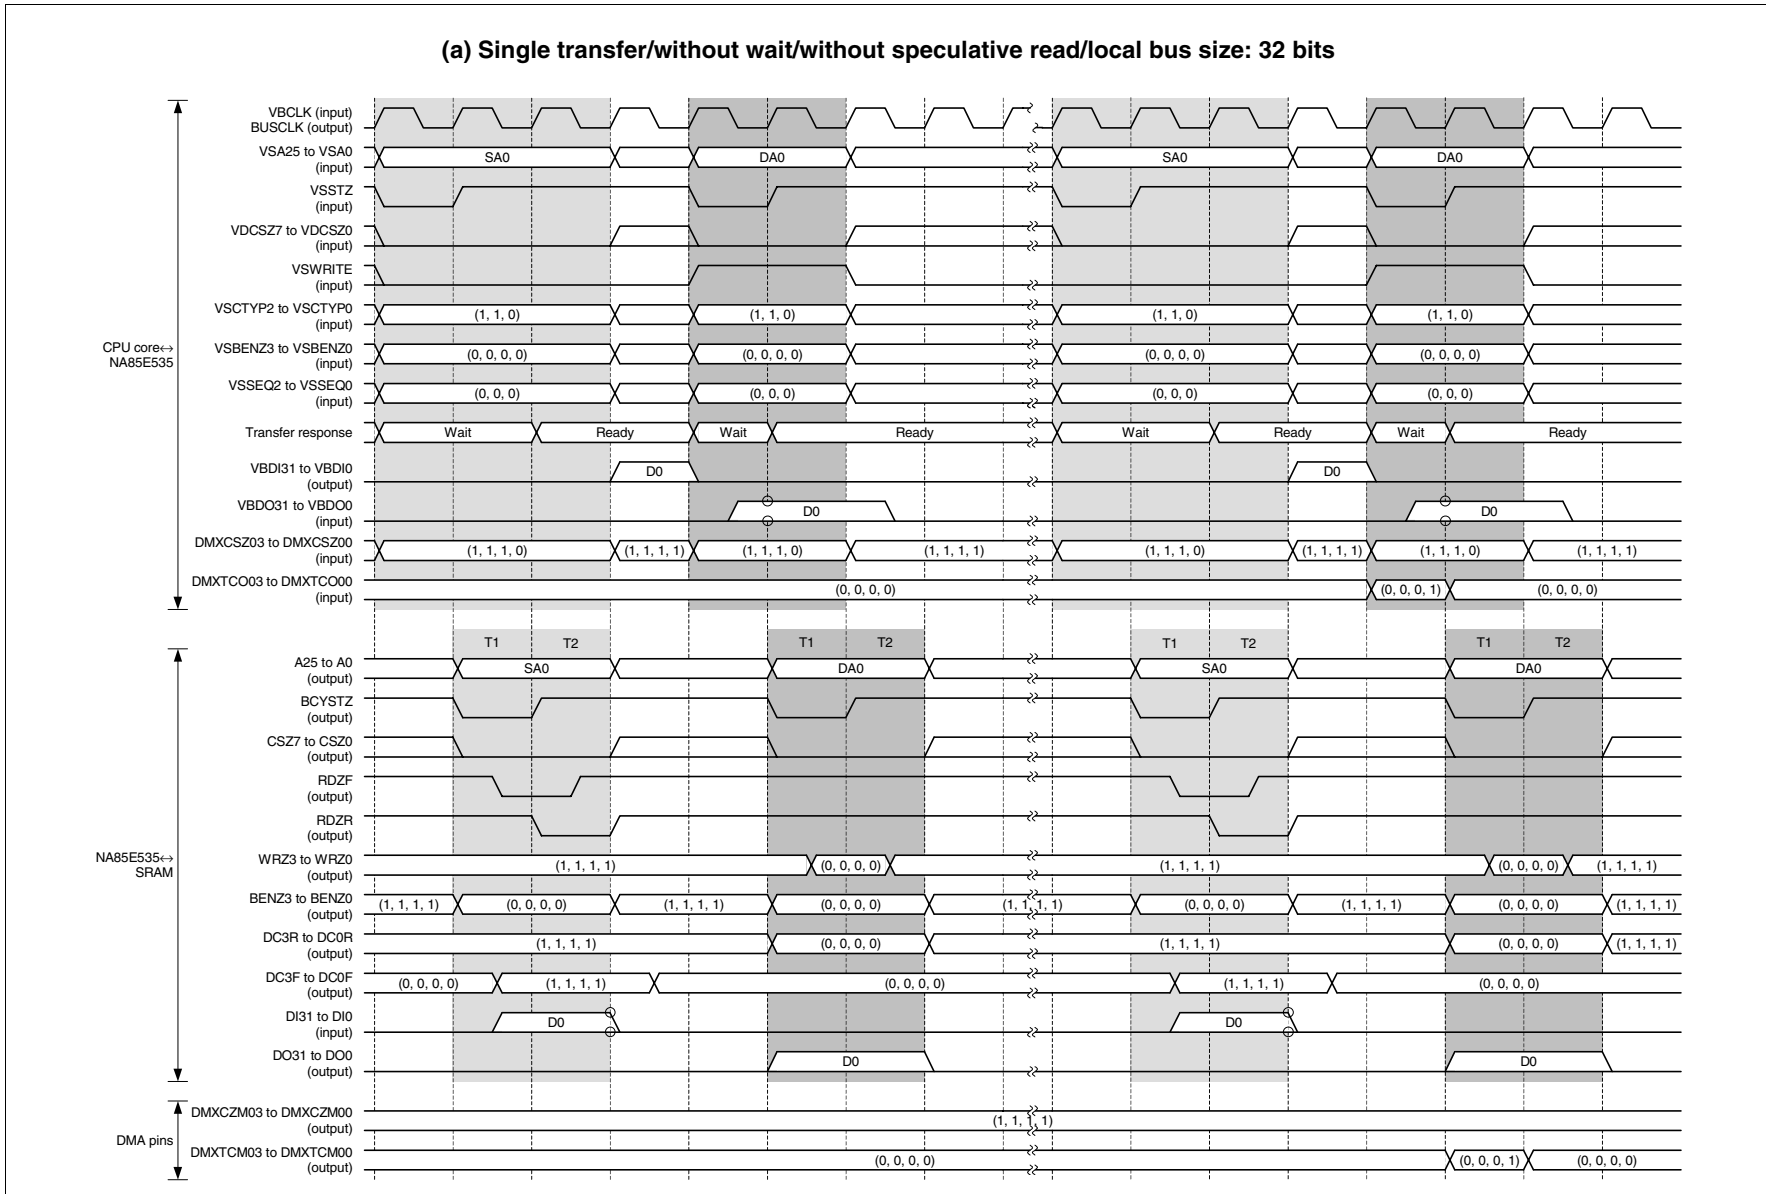 (a) Single transfer/without wait/without speculative read/local bus size: 32 bits
VBCLK (input)
BUSCLK (output)
VSA25 to VSA0
(input)
SA0 DA0 SA0 DA0
VSSTZ
(input)
VDCSZ7 to VDCSZ0
(input)
VSWRITE
(input)
VSCTYP2 to VSCTYP0
(input)
(1, 1, 0) (1, 1, 0) (1, 1, 0) (1, 1, 0)
CPU core↔
NA85E535
VSBENZ3 to VSBENZ0
(input)
(0, 0, 0, 0) (0, 0, 0, 0) (0, 0, 0, 0) (0, 0, 0, 0)
VSSEQ2 to VSSEQ0
(input)
(0, 0, 0) (0, 0, 0) (0, 0, 0) (0, 0, 0)
Transfer response Wait Ready Wait Ready Wait Ready Wait Ready
VBDI31 to VBDI0
(output)
D0 D0
VBDO31 to VBDO0
(input)
D0 D0
DMXCSZ03 to DMXCSZ00
(input)
(1, 1, 1, 0) (1, 1, 1, 1) (1, 1, 1, 0) (1, 1, 1, 1) (1, 1, 1, 0) (1, 1, 1, 1) (1, 1, 1, 0) (1, 1, 1, 1)
DMXTCO03 to DMXTCO00
(input)
(0, 0, 0, 0) (0, 0, 0, 1) (0, 0, 0, 0)
T1 T2 T1 T2 T1 T2 T1 T2
A25 to A0
(output)
SA0 DA0 SA0 DA0
BCYSTZ
(output)
CSZ7 to CSZ0
(output)
RDZF
(output)
RDZR
(output)
NA85E535↔
SRAM
WRZ3 to WRZ0
(output)
(1, 1, 1, 1) (0, 0, 0, 0) (1, 1, 1, 1) (0, 0, 0, 0) (1, 1, 1, 1)
BENZ3 to BENZ0
(output)
(1, 1, 1, 1) (0, 0, 0, 0) (1, 1, 1, 1) (0, 0, 0, 0) (1, 1, 1, 1) (0, 0, 0, 0) (1, 1, 1, 1) (0, 0, 0, 0) (1, 1, 1, 1)
DC3R to DC0R
(output)
(1, 1, 1, 1) (0, 0, 0, 0) (1, 1, 1, 1) (0, 0, 0, 0) (1, 1, 1, 1)
DC3F to DC0F
(output)
(0, 0, 0, 0) (1, 1, 1, 1) (0, 0, 0, 0) (1, 1, 1, 1) (0, 0, 0, 0)
DI31 to DI0
(input)
D0 D0
DO31 to DO0
(output)
D0 D0
DMA pins
DMXCZM03 to DMXCZM00
(output)
(1, 1, 1, 1)
DMXTCM03 to DMXTCM00
(output)
(0, 0, 0, 0) (0, 0, 0, 1) (0, 0, 0, 0)